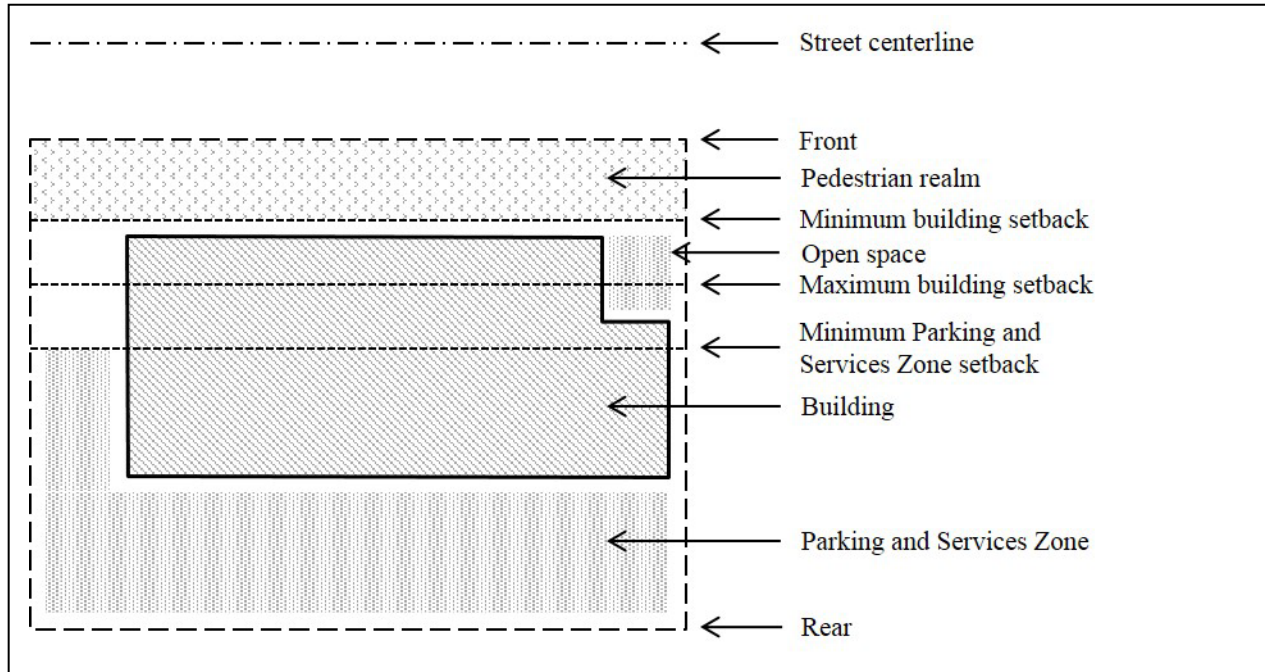 Street centerline
Front
Pedestrian realm
Minimum building setback
Open space
Maximum building setback
Minimum Parking and
Services Zone setback
Building
Parking and Services Zone
Rear